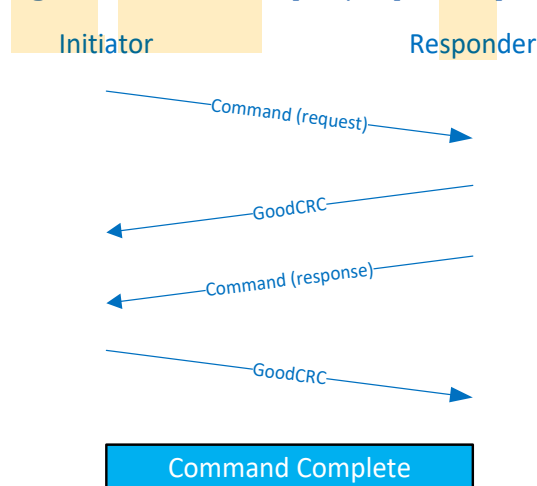 Initiator Responder
Command (request)
GoodCRC
Command (response)
GoodCRC
Command Complete